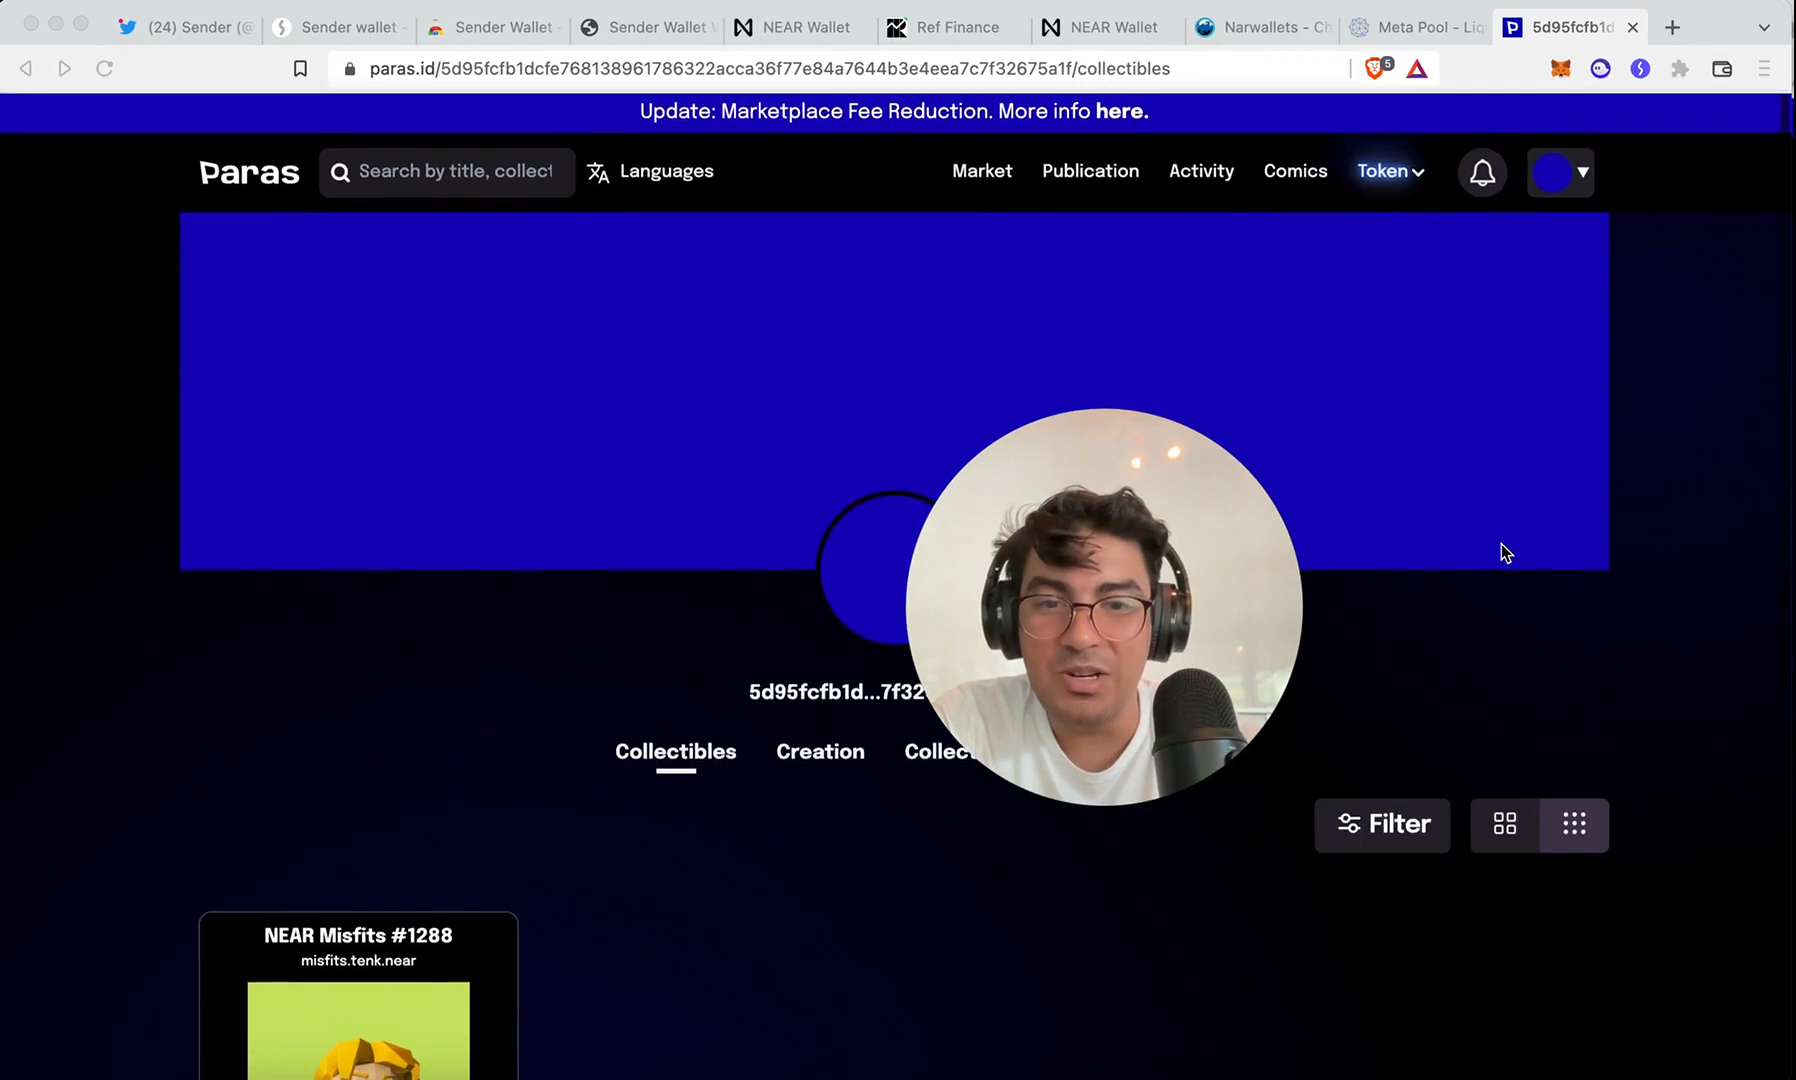 (24) Sender (@
Sender wallet -
Sender Wallet -
Sender Wallet
NEAR Wallet
Ref Finance
NEAR Wallet
Narwallets - Ch
Meta Pool - Liq
5d95fcfb1d
paras.id/5d95fcfb1dcfe768138961786322acca36f77e84a7644b3e4eea7c7f32675a1f/collectibles
5
Update: Marketplace Fee Reduction. More info here.
Paras
Search by title, collect
Languages
Market
Publication
Activity
Comics
Token
5d95fcfb1d...7f32
Collectibles
Creation
Collect
Filter
NEAR Misfits #1288
misfits.tenk.near